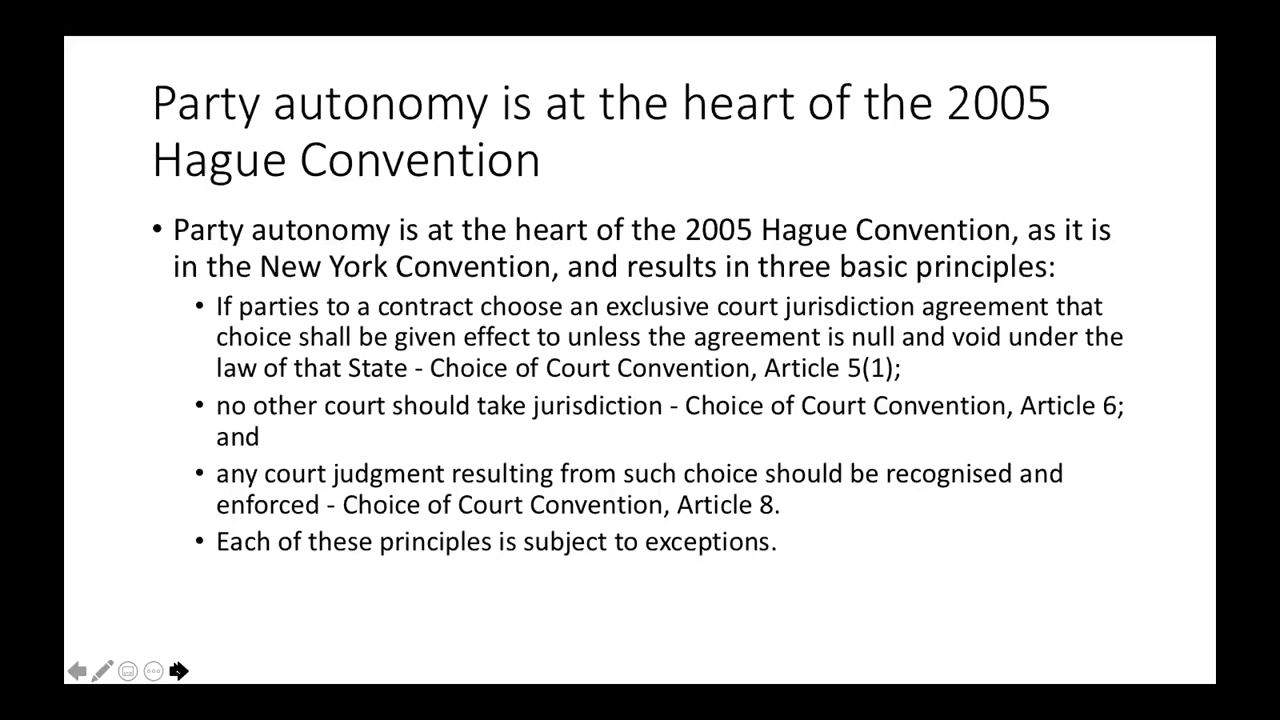 Party autonomy is at the heart of the 2005
Hague Convention
• Party autonomy is at the heart of the 2005 Hague Convention, as it is
in the New York Convention, and results in three basic principles:
• If parties to a contract choose an exclusive court jurisdiction agreement that
choice shall be given effect to unless the agreement is null and void under the
law of that State - Choice of Court Convention, Article 5(1);
• no other court should take jurisdiction - Choice of Court Convention, Article 6;
and
• any court judgment resulting from such choice should be recognised and
enforced - Choice of Court Convention, Article 8.
• Each of these principles is subject to exceptions.